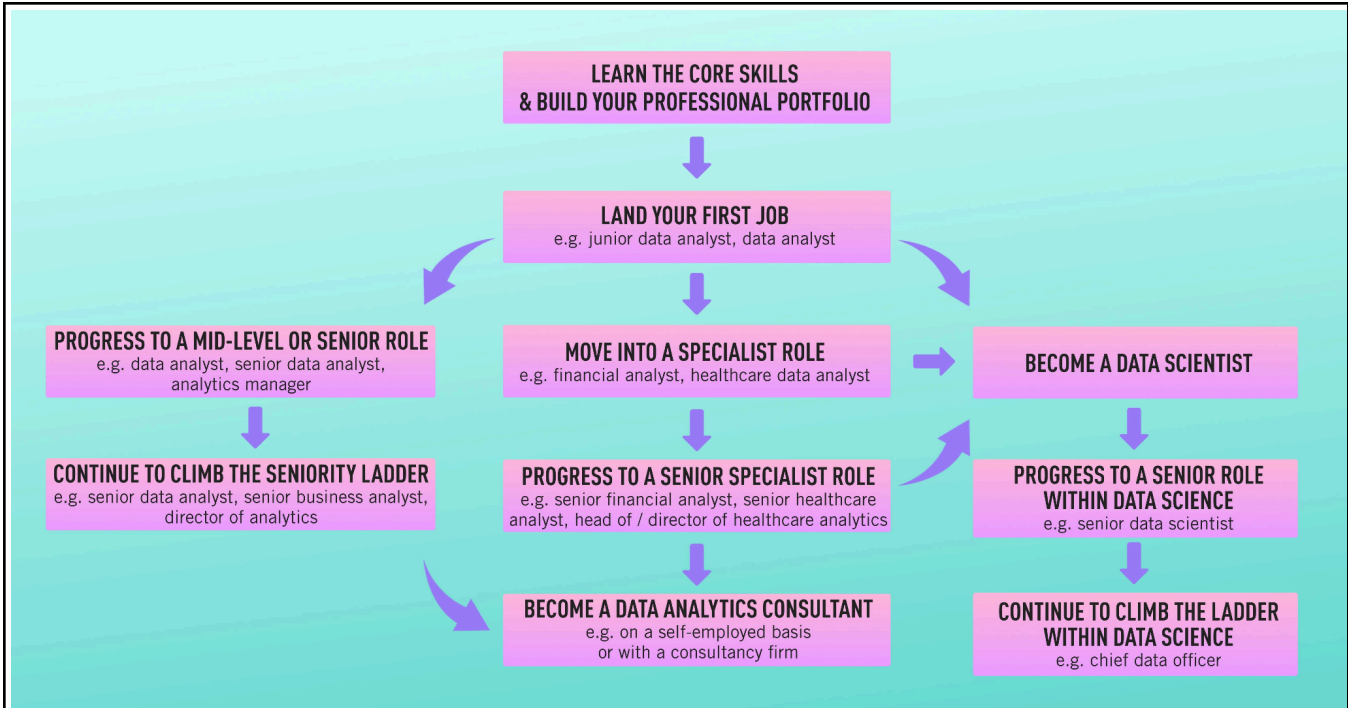 LEARN THE CORE SKILLS
& BUILD YOUR PROFESSIONAL PORTFOLIO
LAND YOUR FIRST JOB
e.g. junior data analyst, data analyst
PROGRESS TO A MID-LEVEL OR SENIOR ROLE
e.g. data analyst, senior data analyst,
analytics manager
MOVE INTO A SPECIALIST ROLE
e.g. financial analyst, healthcare data analyst
BECOME A DATA SCIENTIST
CONTINUE TO CLIMB THE SENIORITY LADDER
e.g. senior data analyst, senior business analyst,
director of analytics
PROGRESS TO A SENIOR SPECIALIST ROLE
e.g. senior financial analyst, senior healthcare
analyst, head of / director of healthcare analytics
PROGRESS TO A SENIOR ROLE
WITHIN DATA SCIENCE
e.g. senior data scientist
BECOME A DATA ANALYTICS CONSULTANT
e.g. on a self-employed basis
or with a consultancy firm
CONTINUE TO CLIMB THE LADDER
WITHIN DATA SCIENCE
e.g. chief data officer